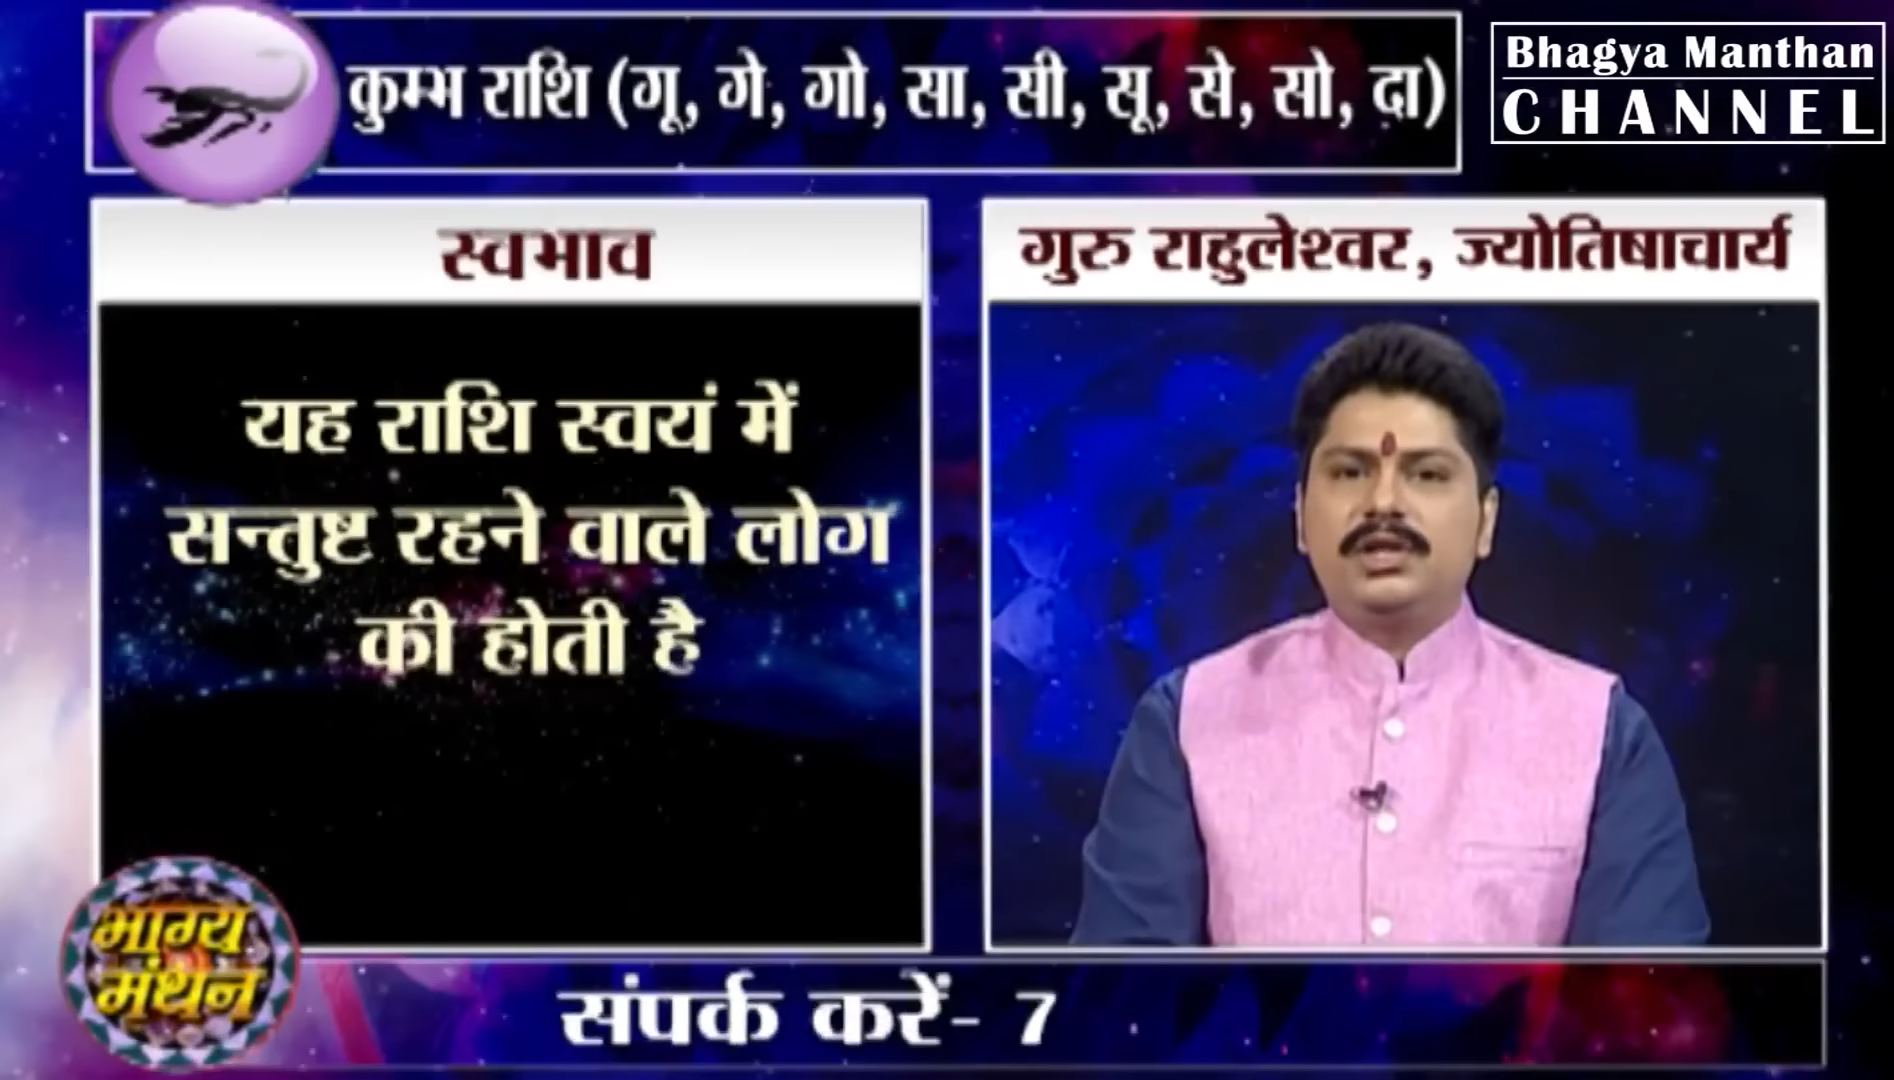 कुम्भ राशि (गू, गे, गो, सा, सी, सू, से, सो, दा)
Bhagya Manthan
CHANNEL
स्वभाव
यह राशि स्वयं में
सन्तुष्ट रहने वाले लोग
की होती है
गुरु राहुलेश्वर, ज्योतिषाचार्य
भाग्य
मंथन
संपर्क करें- 7